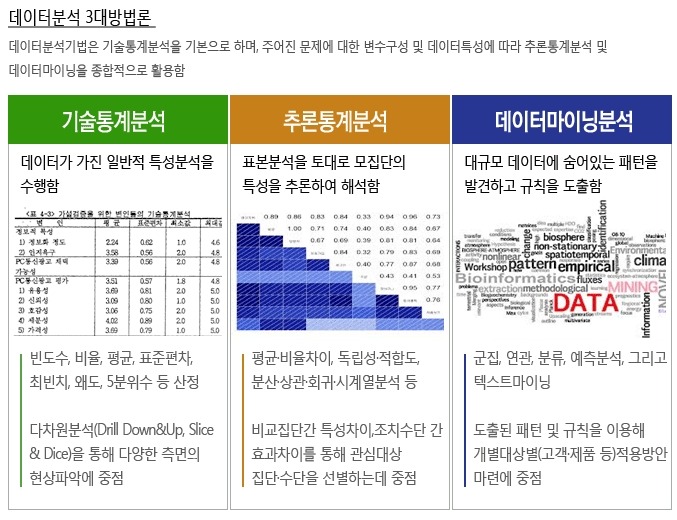 데이터분석 3대방법론
데이터분석기법은 기술통계분석을 기본으로 하며, 주어진 문제에 대한 변수구성 및 데이터특성에 따라 추론통계분석 및
데이터마이닝을 종합적으로 활용함
기술통계분석
데이터가 가진 일반적 특성분석을
수행함
<표 4-3> 가설검증을 위한 변인들의 기술통계분석
변 인 평 균 표준편차 최소값 최대값
정보적 특성
1) 정보화 정도 2.24 0.62 1.0 4.6
2) 인지욕구 3.58 0.56 2.0 4.8
PC통신광고 채택 3.39 0.56 2.0 4.8
가능성
PC통신광고 평가 3.51 0.57 1.8 4.8
1) 유용성 3.69 0.81 2.0 5.0
2) 신뢰성 3.09 0.80 1.0 5.0
3) 호감성 3.06 0.75 2.0 5.0
4) 세분성 4.02 0.89 2.0 5.0
5) 가격성 3.69 0.79 1.0 5.0
빈도수, 비율, 평균, 표준편차,
최빈치, 왜도, 5분위수 등 산정
다차원분석(Drill Down&Up, Slice
& Dice)을 통해 다양한 측면의
현상파악에 중점
추론통계분석
표본분석을 토대로 모집단의
특성을 추론하여 해석함
0.89 0.86 0.83 0.84 0.33 0.94 0.96 0.73
1.00 0.71 0.74 0.40 0.83 0.84 0.67
0.67 0.69 0.39 0.81 0.81 0.64
0.84 0.32 0.77 0.87 0.68
0.34 0.79 0.83 0.68
0.43 0.41 0.53
0.95 0.77
0.76
평균·비율차이, 독립성·적합도,
분산·상관·회귀·시계열분석 등
비교집단간 특성차이,조치수단 간
효과차이를 통해 관심대상
집단·수단을 선별하는데 중점
데이터마이닝분석
대규모 데이터에 숨어있는 패턴을
발견하고 규칙을 도출함
biosphere
non-stationary
nonlinear
spatiotemporal
Workshop
pattern
empirical
climate
change
identification
Bioinformatics
fluxes
extraction
methodological
MINING
DATA
Information
군집, 연관, 분류, 예측분석, 그리고
텍스트마이닝
도출된 패턴 및 규칙을 이용해
개별대상별(고객·제품 등)적용방안
마련에 중점